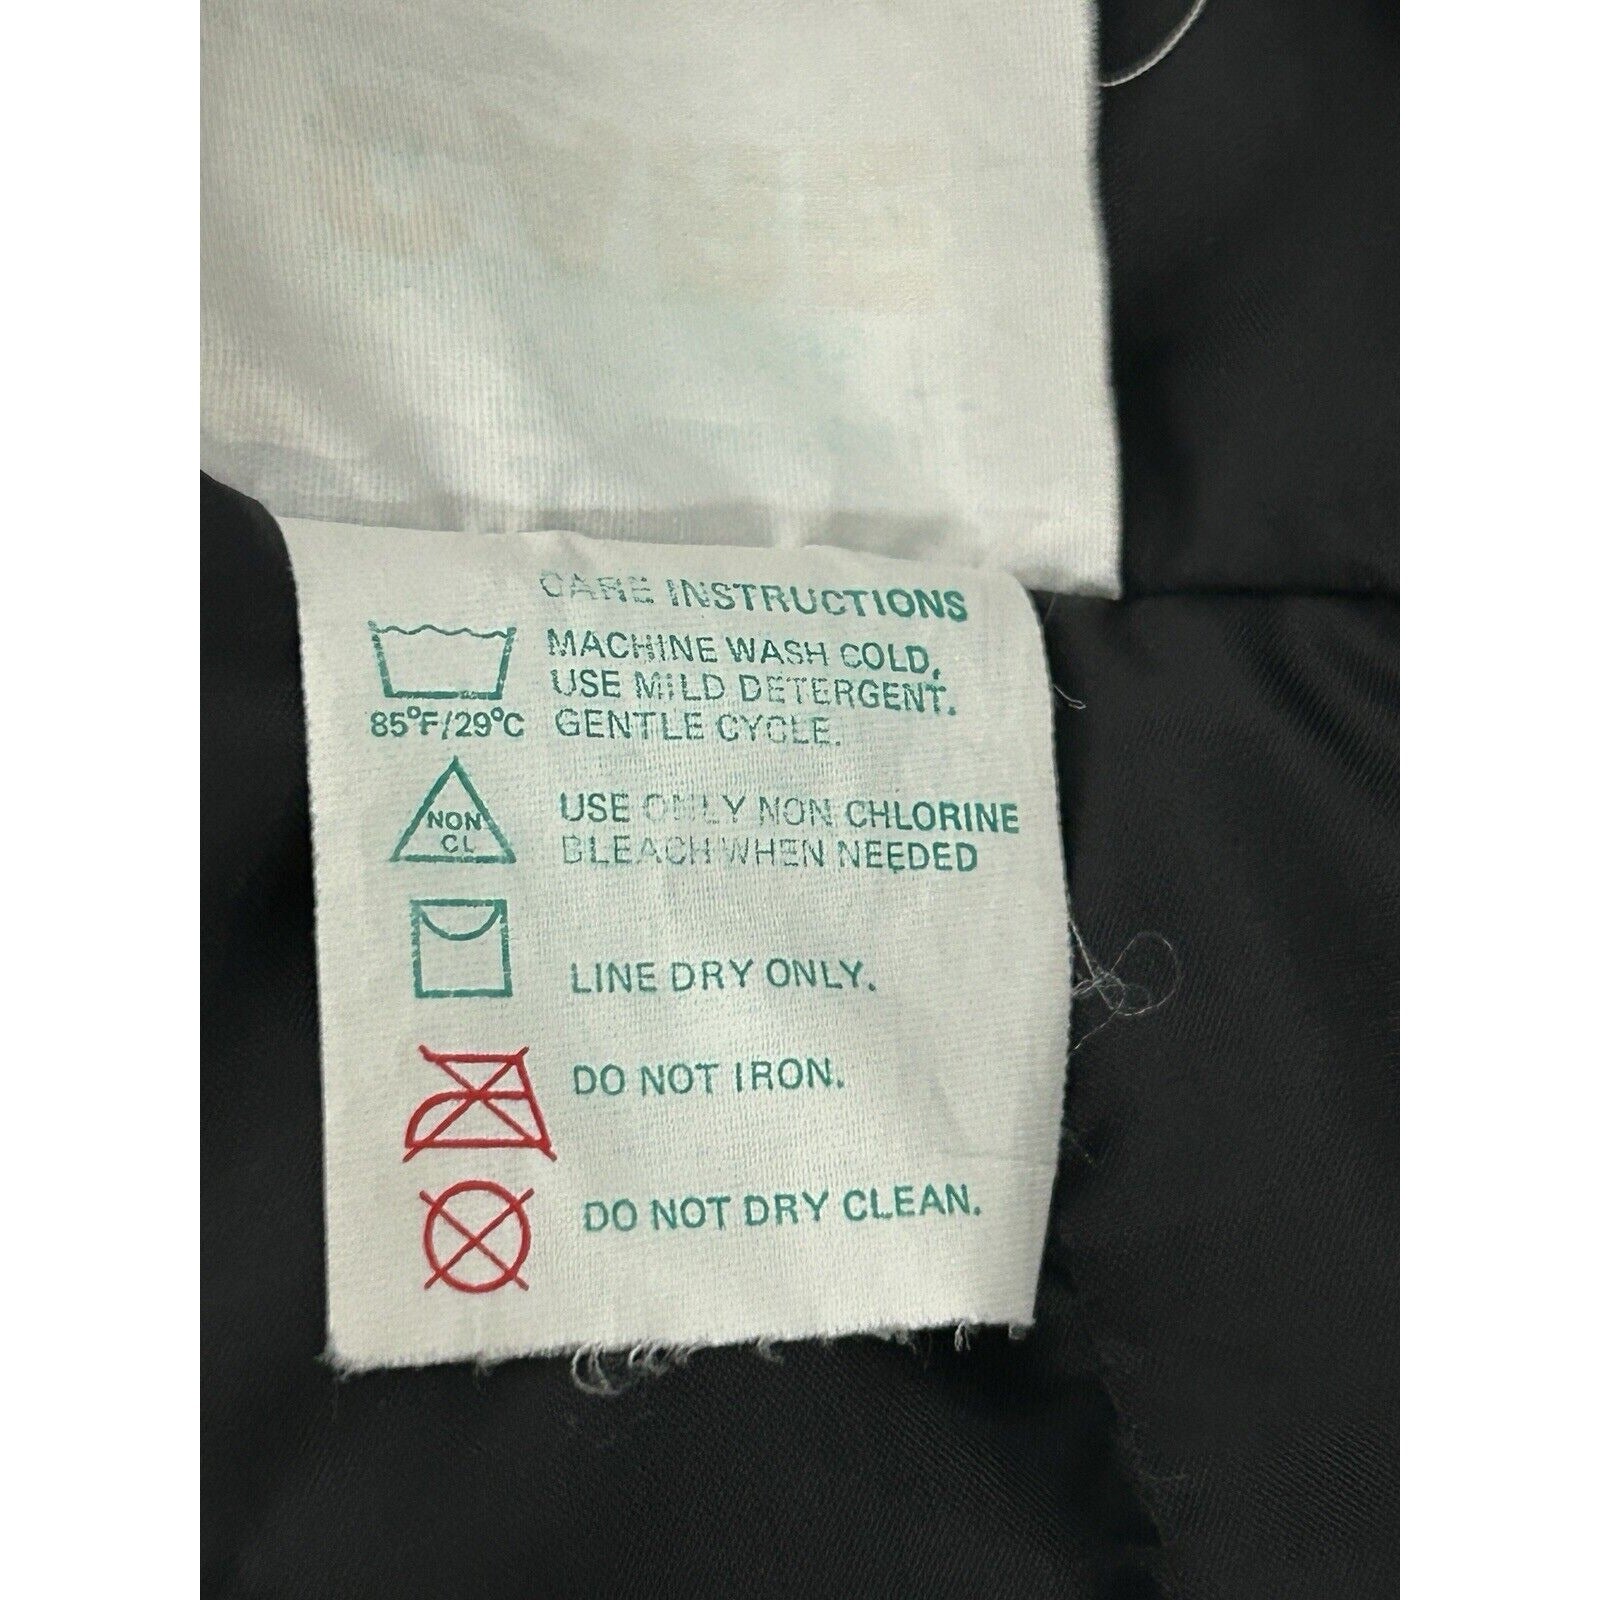 CARE INSTRUCTIONS
MACHINE WASH COLD,
USE MILD DETERGENT.
85°F/29°C GENTLE CYCLE.
NON
CL
USE ONLY NON CHLORINE
BLEACH WHEN NEEDED
LINE DRY ONLY.
DO NOT IRON.
DO NOT DRY CLEAN.